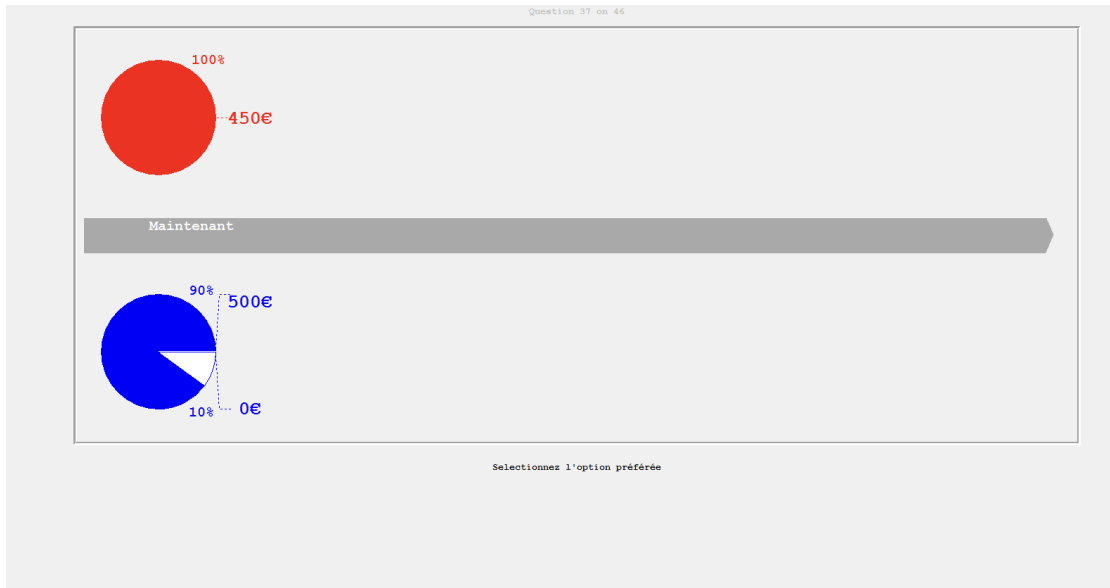 Question 37 on 46
100%
450€
Maintenant
90%
500€
10%
0€
Selectionnez l'option préférée